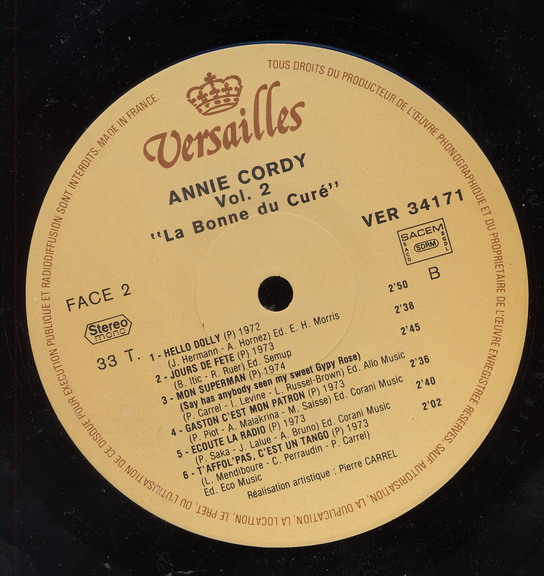 TOUS DROITS DU PRODUCTEUR DE L'ŒUVRE PHONOGRAPHIQUE ET DU PROPRIETAIRE DE L'ŒUVRE ENREGISTREE RESERVES. SAUF AUTORISATION, LA DUPLICATION, LA LOCATION, LE PRET, OU L'UTILISATION DE CE DISQUE POUR EXECUTION PUBLIQUE ET RADIODIFFUSION SONT INTERDITS. MADE IN FRANCE.
Versailles
ANNIE CORDY
Vol. 2
"La Bonne du Curé"
VER 34171
SACEM
SACD
SDRM
SGDL
B
FACE 2
Stereo
mono
33 T.
1 - HELLO DOLLY (P) 1972 2'50
(J. Hermann - A. Hornez) Ed. E. H. Morris
2 - JOURS DE FETE (P) 1973 2'38
(B. Itic - R. Ruer) Ed. Semup
3 - MON SUPERMAN (P) 1974 2'45
(Say has anybody seen my sweet Gypy Rose)
(P. Carrel - I. Levine - L. Russel-Brown) Ed. Allo Music
4 - GASTON C'EST MON PATRON (P) 1973 2'36
(P. Piot - A. Malakrina - M. Saisse) Ed. Corani Music
5 - ECOUTE LA RADIO (P) 1973 2'40
(P. Saka - J. Lalue - A. Bruno) Ed. Corani Music
6 - T'AFFOL'PAS, C'EST UN TANGO (P) 1973 2'02
(L. Mendiboure - C. Perraudin - P. Carrel)
Ed. Eco Music
Réalisation artistique : Pierre CARREL